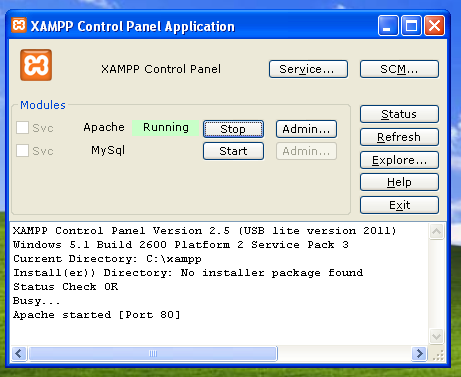 XAMPP Control Panel Application
XAMPP Control Panel
Service...
SCM...
Modules
Svc Apache Running Stop Admin...
Svc MySql Start Admin...
Status
Refresh
Explore...
Help
Exit
XAMPP Control Panel Version 2.5 (USB lite version 2011)
Windows 5.1 Build 2600 Platform 2 Service Pack 3
Current Directory: C:\xampp
Install(er)) Directory: No installer package found
Status Check OK
Busy...
Apache started [Port 80]